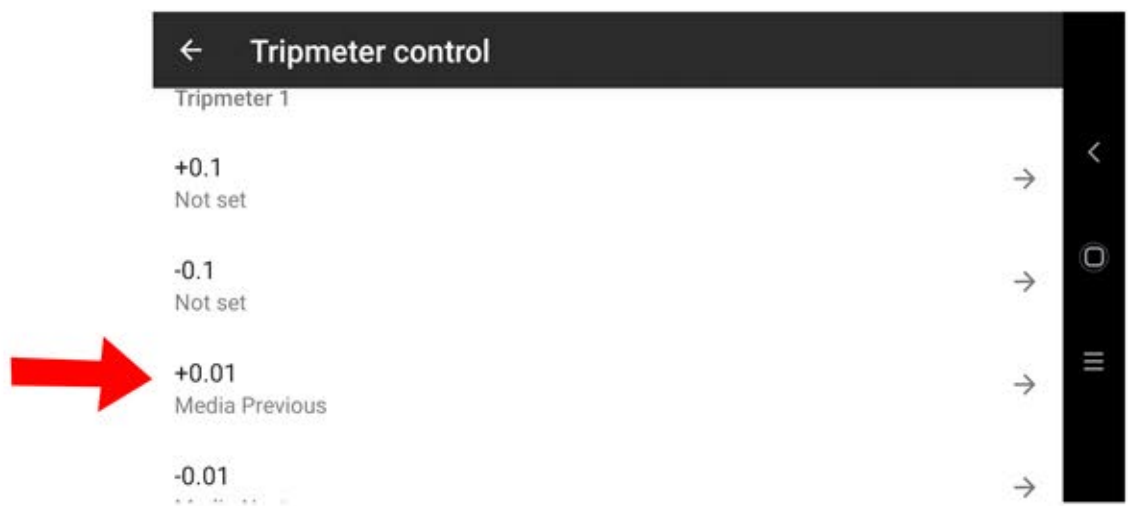 Tripmeter control
Tripmeter 1
+0.1
Not set
-0.1
Not set
+0.01
Media Previous
-0.01